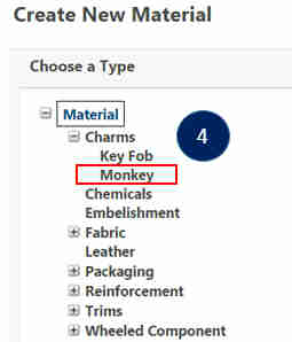 Create New Material
Choose a Type
Material
Charms
4
Key Fob
Monkey
Chemicals
Embelishment
Fabric
Leather
Packaging
Reinforcement
Trims
Wheeled Component